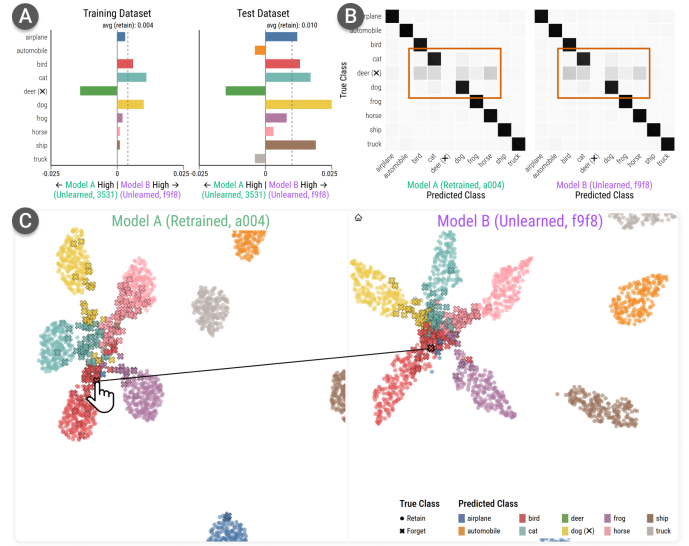 A
Training Dataset
avg (retain): 0.004
Test Dataset
avg (retain): 0.010
airplane
automobile
bird
cat
deer (✕)
dog
frog
horse
ship
truck
-0.025
0
0.025
-0.025
0
0.025
← Model A High | Model B High →
(Unlearned, 3531) (Unlearned, f9f8)
← Model A High | Model B High →
(Unlearned, 3531) (Unlearned, f9f8)
B
True Class
airplane
automobile
bird
cat
deer (✕)
dog
frog
horse
ship
truck
airplane
automobile
bird
cat
deer (✕)
dog
frog
horse
ship
truck
Model A (Retrained, a004)
Predicted Class
airplane
automobile
bird
cat
deer (✕)
dog
frog
horse
ship
truck
Model B (Unlearned, f9f8)
Predicted Class
C
Model A (Retrained, a004)
Model B (Unlearned, f9f8)
True Class
Retain
Forget
Predicted Class
airplane
bird
deer
frog
ship
automobile
cat
dog (✕)
horse
truck